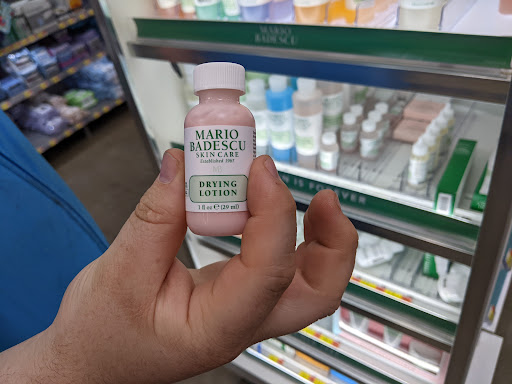 MARIO
BADESCU
MARIO
BADESCU
SKIN CARE
Established 1967
DRYING
LOTION
1 fl oz ℮ (29 ml)
N IS FOREVER